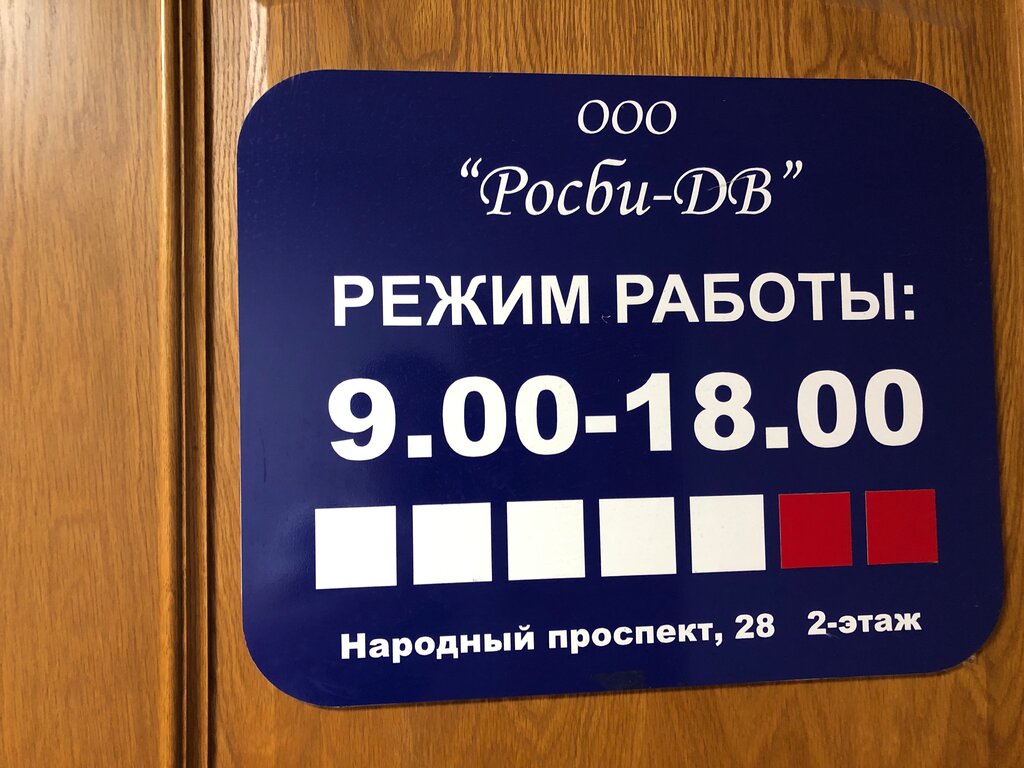 ООО
“Росби-ДВ”
РЕЖИМ РАБОТЫ:
9.00-18.00
Народный проспект, 28 2-этаж